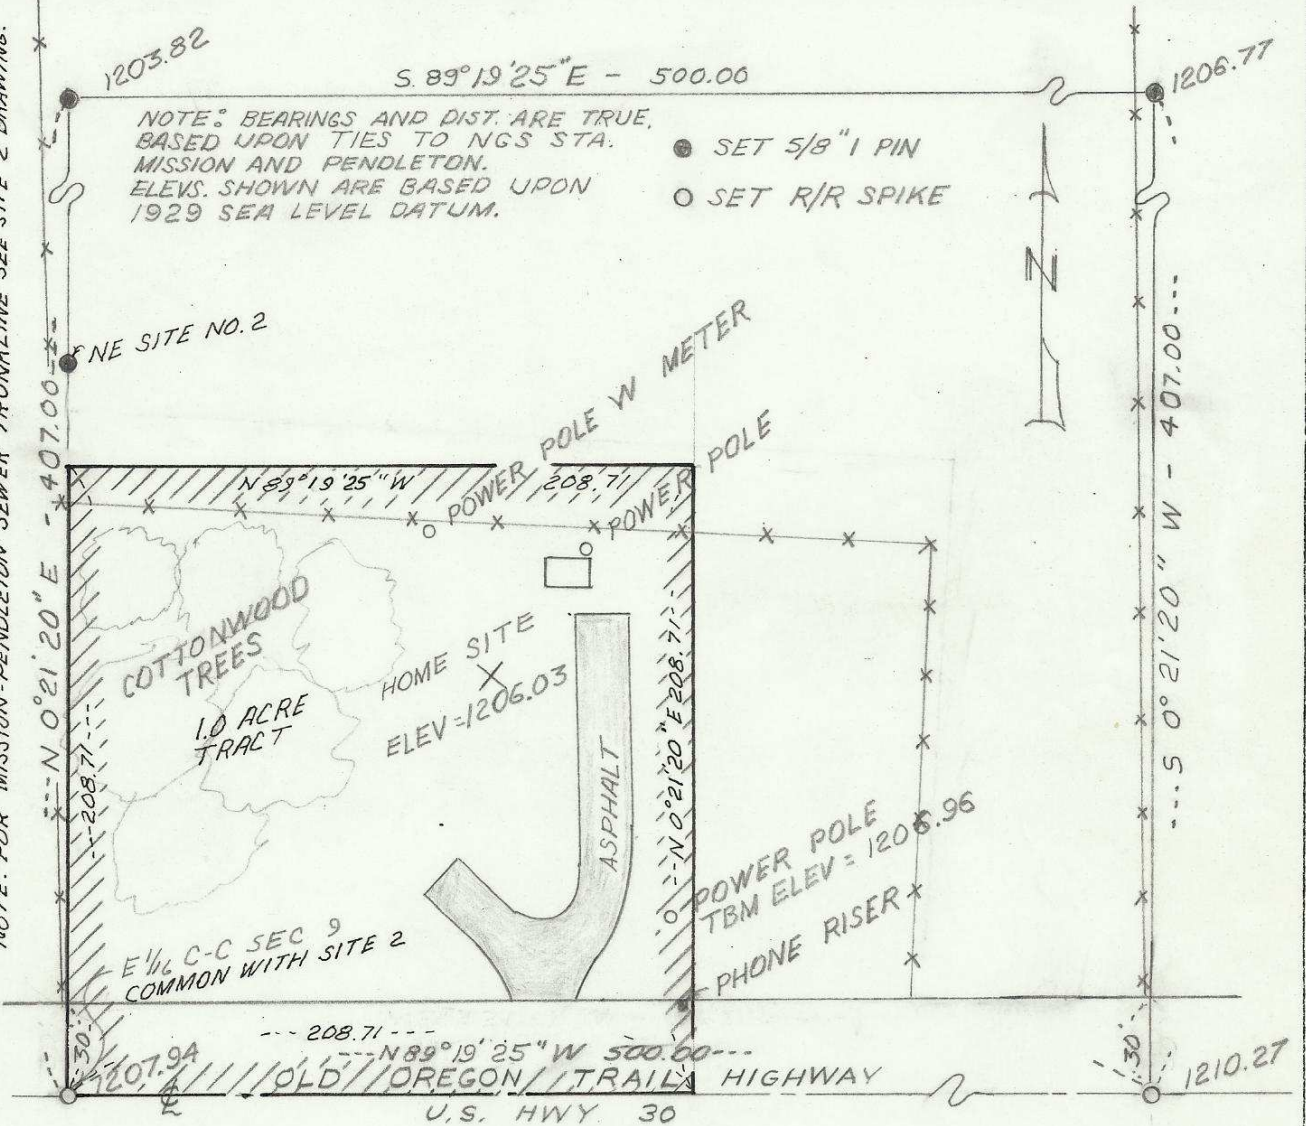 1203.82
S. 89°19'25"E - 500.00
1206.77
NOTE: BEARINGS AND DIST. ARE TRUE,
BASED UPON TIES TO NGS STA.
MISSION AND PENDLETON.
ELEVS. SHOWN ARE BASED UPON
1929 SEA LEVEL DATUM.
SET 5/8" I PIN
SET R/R SPIKE
N
NE SITE NO. 2
NOTE: FOR MISSION-PENDLETON SEWER TRUNKLINE SEE SITE 2 DRAWING.
---N 0°21'20"E -407.00---
---S 0°21'20" W - 407.00---
POWER POLE W METER
POWER POLE
N 89°19'25"W 208.71
COTTONWOOD
TREES
HOME SITE
X
ELEV=1206.03
1.0 ACRE
TRACT
---208.71---
ASPHALT
---N 0°21'20"E 208.71---
POWER POLE
TBM ELEV = 1206.96
PHONE RISER
E 1/16 C-C SEC 9
COMMON WITH SITE 2
30'
---208.71---
---N89°19'25"W 500.00---
30'
1207.94
OLD OREGON TRAIL HIGHWAY
1210.27
℄
U.S. HWY 30